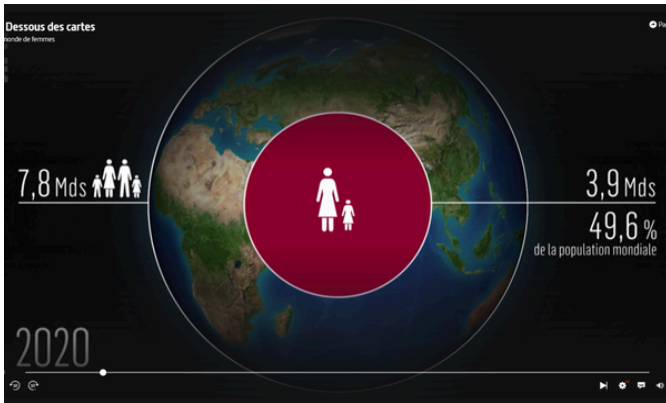 Dessous des cartes
monde de femmes
7,8 Mds
3,9 Mds
49,6 %
de la population mondiale
2020